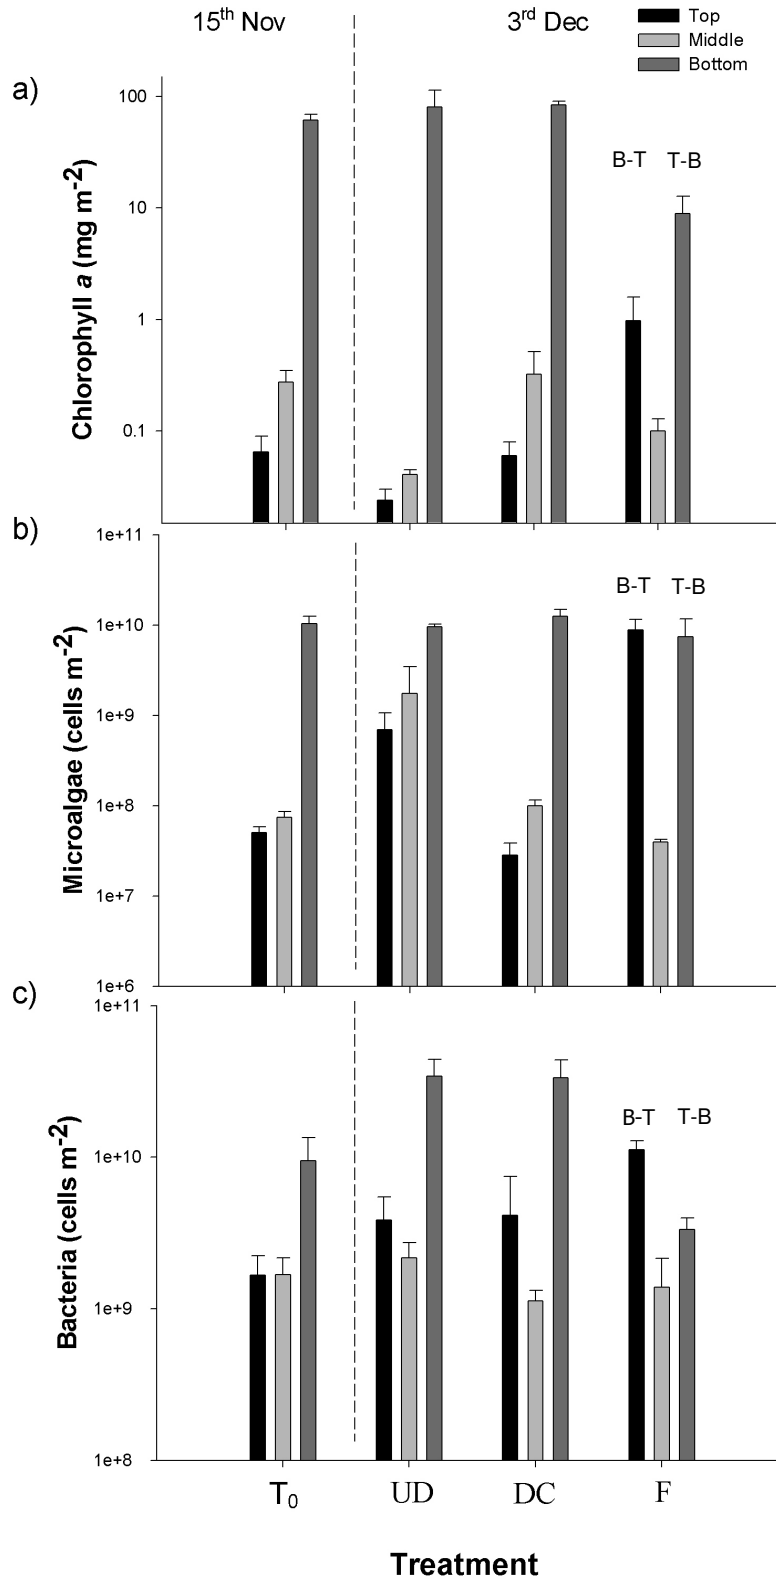 15th Nov
3rd Dec
Top
Middle
Bottom
a)
Chlorophyll a (mg m-2)
100
10
1
0.1
B-T
T-B
b)
Microalgae (cells m-2)
1e+11
1e+10
1e+9
1e+8
1e+7
1e+6
B-T
T-B
c)
Bacteria (cells m-2)
1e+11
1e+10
1e+9
1e+8
B-T
T-B
T0
UD
DC
F
Treatment